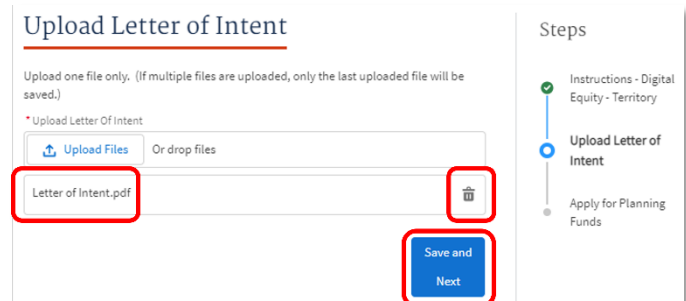 Upload Letter of Intent
Upload one file only. (If multiple files are uploaded, only the last uploaded file will be
saved.)
* Upload Letter Of Intent
Upload Files Or drop files
Letter of Intent.pdf
Save and
Next
Steps
Instructions - Digital
Equity - Territory
Upload Letter of
Intent
Apply for Planning
Funds